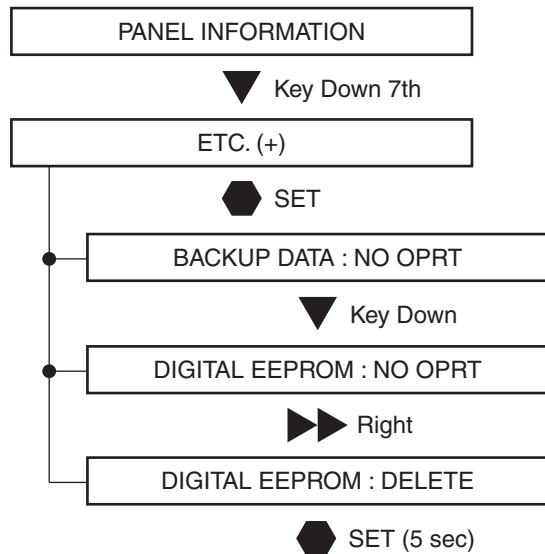 PANEL INFORMATION
Key Down 7th
ETC. (+)
SET
BACKUP DATA : NO OPRT
Key Down
DIGITAL EEPROM : NO OPRT
Right
DIGITAL EEPROM : DELETE
SET (5 sec)